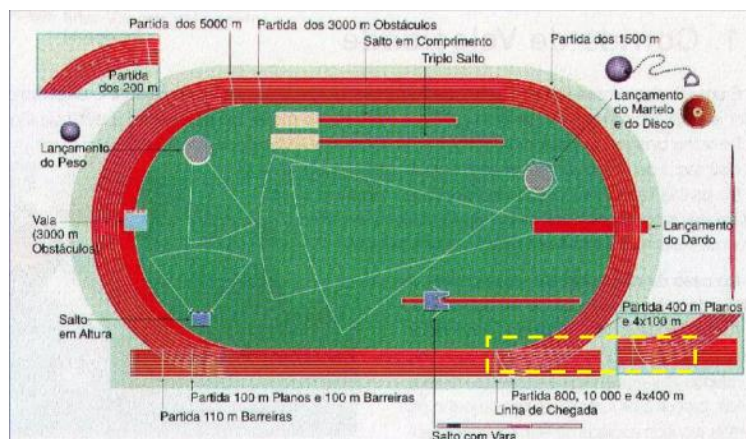 Partida dos 5000 m
Partida dos 3000 m Obstáculos
Salto em Comprimento
Triplo Salto
Partida dos 1500 m
Partida
dos 200 m
Lançamento
do Martelo
e do Disco
Lançamento
do Peso
Vala
(3000 m
Obstáculos)
Lançamento
do Dardo
Salto
em Altura
Partida 400 m Planos
e 4x100 m
Partida 100 m Planos e 100 m Barreiras
Partida 110 m Barreiras
Partida 800, 10 000 e 4x400 m
Linha de Chegada
Salto com Vara